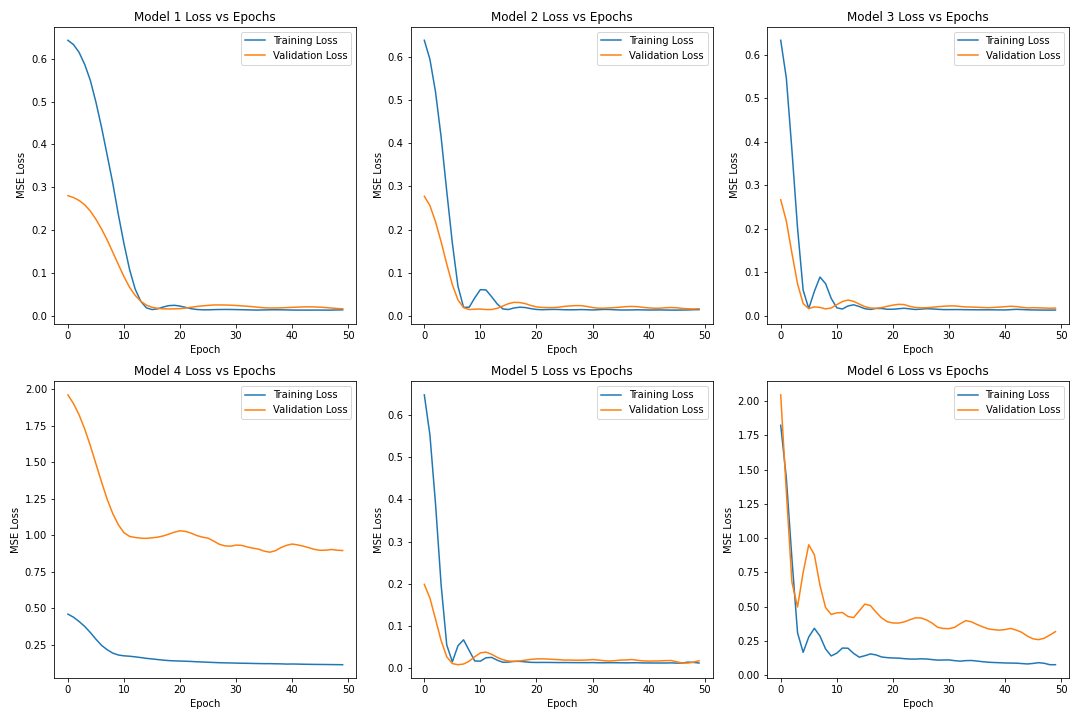 Model 1 Loss vs Epochs
Training Loss
Validation Loss
MSE Loss
0.6
0.5
0.4
0.3
0.2
0.1
0.0
0 10 20 30 40 50
Epoch
Model 2 Loss vs Epochs
Training Loss
Validation Loss
MSE Loss
0.6
0.5
0.4
0.3
0.2
0.1
0.0
0 10 20 30 40 50
Epoch
Model 3 Loss vs Epochs
Training Loss
Validation Loss
MSE Loss
0.6
0.5
0.4
0.3
0.2
0.1
0.0
0 10 20 30 40 50
Epoch
Model 4 Loss vs Epochs
Training Loss
Validation Loss
MSE Loss
2.00
1.75
1.50
1.25
1.00
0.75
0.50
0.25
0 10 20 30 40 50
Epoch
Model 5 Loss vs Epochs
Training Loss
Validation Loss
MSE Loss
0.6
0.5
0.4
0.3
0.2
0.1
0.0
0 10 20 30 40 50
Epoch
Model 6 Loss vs Epochs
Training Loss
Validation Loss
MSE Loss
2.00
1.75
1.50
1.25
1.00
0.75
0.50
0.25
0.00
0 10 20 30 40 50
Epoch